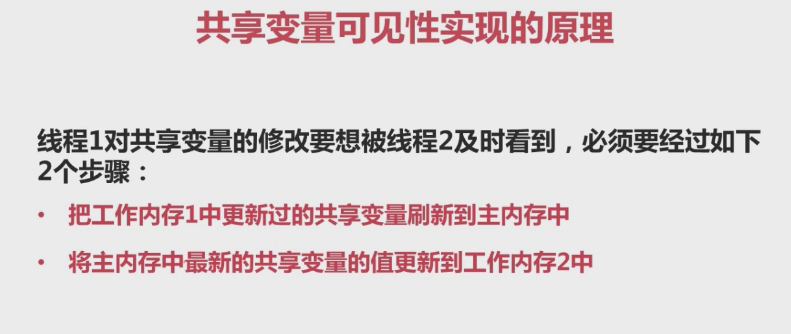 共享变量可见性实现的原理
线程1对共享变量的修改要想被线程2及时看到，必须要经过如下
2个步骤：
• 把工作内存1中更新过的共享变量刷新到主内存中
• 将主内存中最新的共享变量的值更新到工作内存2中